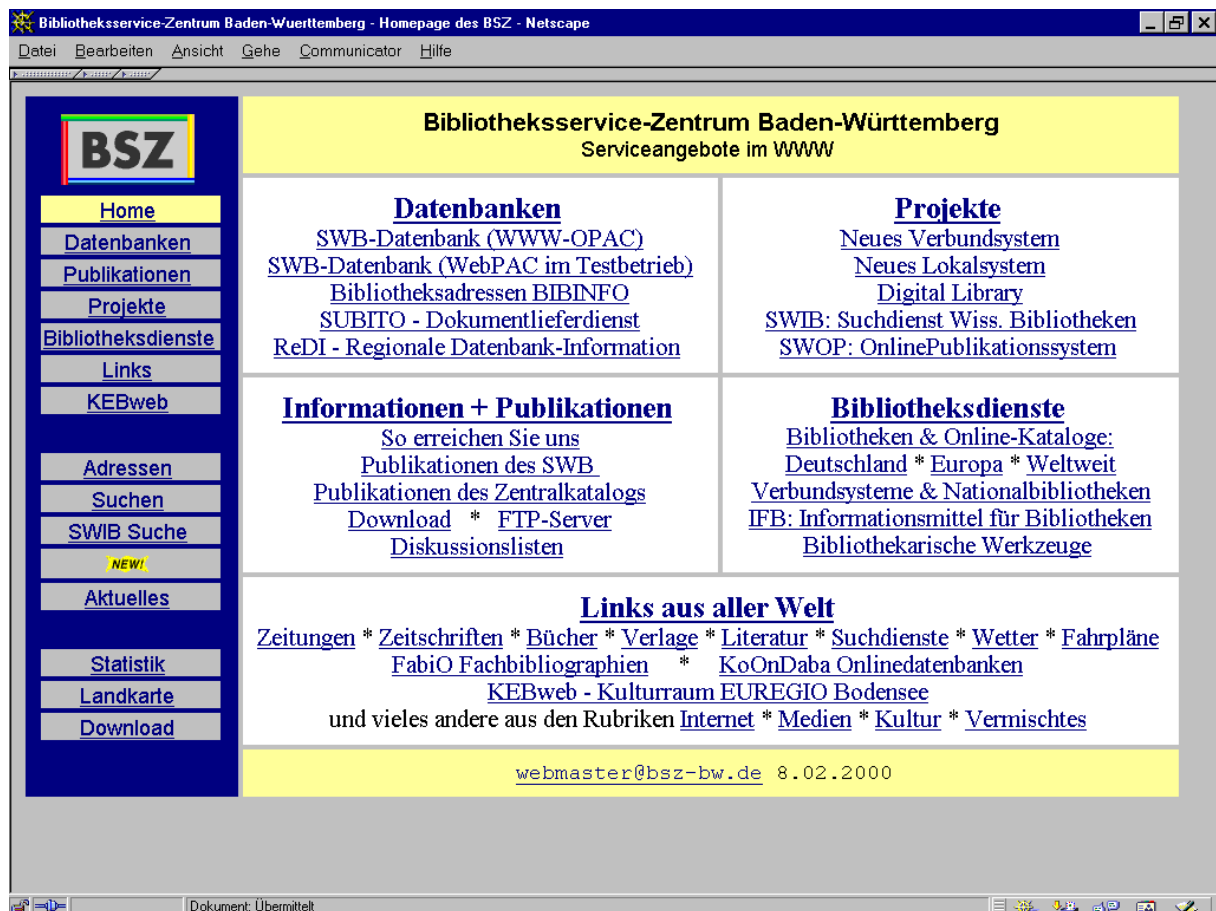 Bibliotheksservice-Zentrum Baden-Wuerttemberg - Homepage des BSZ - Netscape
Datei Bearbeiten Ansicht Gehe Communicator Hilfe
BSZ
Home
Datenbanken
Publikationen
Projekte
Bibliotheksdienste
Links
KEBweb
Adressen
Suchen
SWIB Suche
NEW!
Aktuelles
Statistik
Landkarte
Download
Bibliotheksservice-Zentrum Baden-Württemberg
Serviceangebote im WWW
Datenbanken
SWB-Datenbank (WWW-OPAC)
SWB-Datenbank (WebPAC im Testbetrieb)
Bibliotheksadressen BIBINFO
SUBITO - Dokumentlieferdienst
ReDI - Regionale Datenbank-Information
Projekte
Neues Verbundsystem
Neues Lokalsystem
Digital Library
SWIB: Suchdienst Wiss. Bibliotheken
SWOP: OnlinePublikationssystem
Informationen + Publikationen
So erreichen Sie uns
Publikationen des SWB
Publikationen des Zentralkatalogs
Download * FTP-Server
Diskussionslisten
Bibliotheksdienste
Bibliotheken & Online-Kataloge:
Deutschland * Europa * Weltweit
Verbundsysteme & Nationalbibliotheken
IFB: Informationsmittel für Bibliotheken
Bibliothekarische Werkzeuge
Links aus aller Welt
Zeitungen * Zeitschriften * Bücher * Verlage * Literatur * Suchdienste * Wetter * Fahrpläne
FabiO Fachbibliographien * KoOnDaba Onlinedatenbanken
KEBweb - Kulturraum EUREGIO Bodensee
und vieles andere aus den Rubriken Internet * Medien * Kultur * Vermischtes
webmaster@bsz-bw.de 8.02.2000
Dokument: Übermittelt